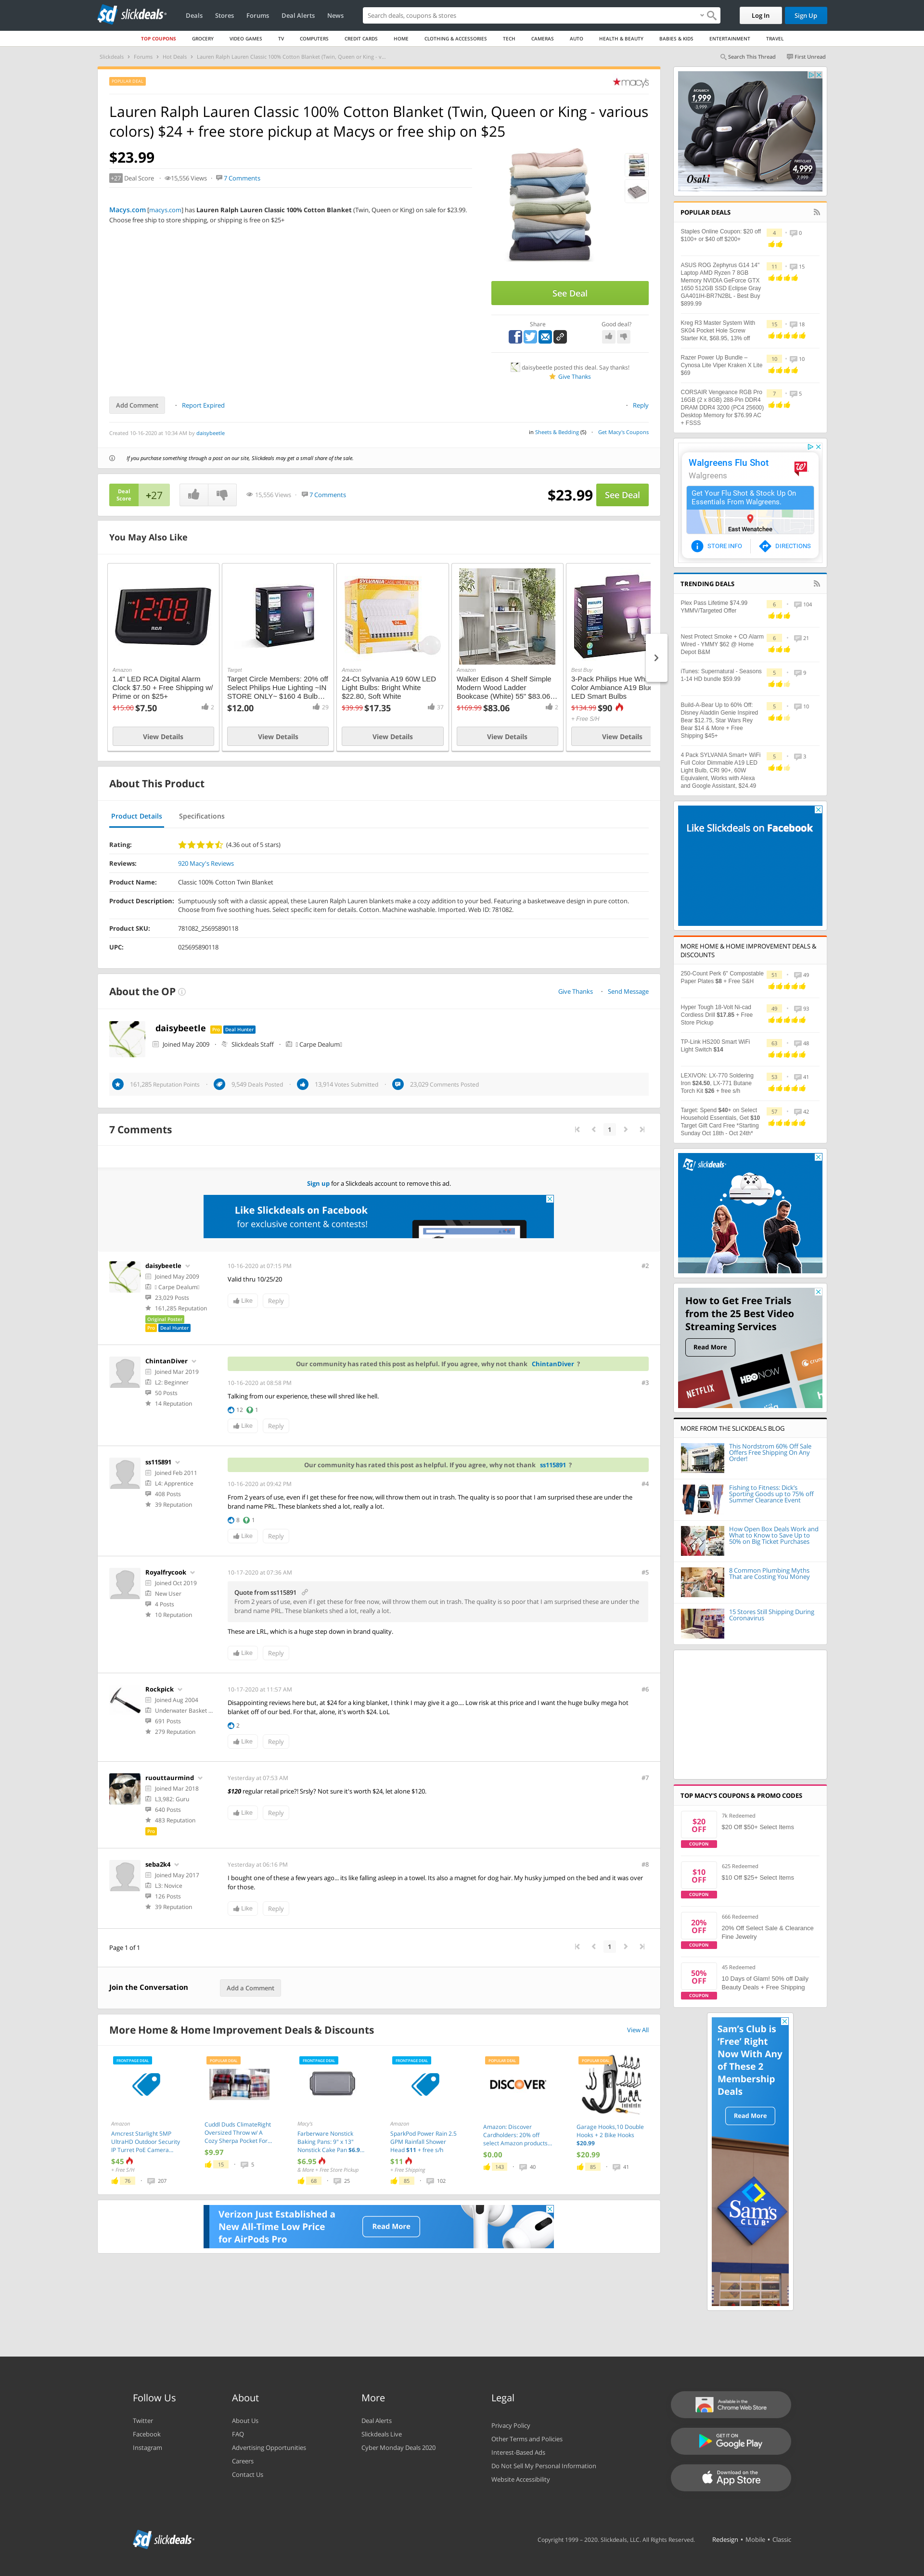 slickdeals
Deals
Stores
Forums
Deal Alerts
News
Search deals, coupons & stores
Log In
Sign Up
TOP COUPONS
GROCERY
VIDEO GAMES
TV
COMPUTERS
CREDIT CARDS
HOME
CLOTHING & ACCESSORIES
TECH
CAMERAS
AUTO
HEALTH & BEAUTY
BABIES & KIDS
ENTERTAINMENT
TRAVEL
Slickdeals > Forums > Hot Deals > Lauren Ralph Lauren Classic 100% Cotton Blanket (Twin, Queen or King - v...
Search This Thread
First Unread
POPULAR DEAL
macys
Lauren Ralph Lauren Classic 100% Cotton Blanket (Twin, Queen or King - various
colors) $24 + free store pickup at Macys or free ship on $25
$23.99
+27 Deal Score
15,556 Views
7 Comments
Macys.com [macys.com] has Lauren Ralph Lauren Classic 100% Cotton Blanket (Twin, Queen or King) on sale for $23.99.
Choose free ship to store shipping, or shipping is free on $25+
See Deal
Share
Good deal?
daisybeetle posted this deal. Say thanks!
Give Thanks
Add Comment
Report Expired
Reply
Created 10-16-2020 at 10:34 AM by daisybeetle
in Sheets & Bedding (5)
Get Macy's Coupons
If you purchase something through a post on our site, Slickdeals may get a small share of the sale.
Deal
Score
+27
15,556 Views
7 Comments
$23.99
See Deal
You May Also Like
Amazon
1.4" LED RCA Digital Alarm
Clock $7.50 + Free Shipping w/
Prime or on $25+
$15.00 $7.50
2
View Details
Target
Target Circle Members: 20% off
Select Philips Hue Lighting ~IN
STORE ONLY~ $160 4 Bulb...
$12.00
29
View Details
Amazon
24-Ct Sylvania A19 60W LED
Light Bulbs: Bright White
$22.80, Soft White
$39.99 $17.35
37
View Details
Amazon
Walker Edison 4 Shelf Simple
Modern Wood Ladder
Bookcase (White) 55" $83.06...
$169.99 $83.06
2
View Details
Best Buy
3-Pack Philips Hue Wh
Color Ambiance A19 Blue
LED Smart Bulbs
$134.99 $90
+ Free S/H
View Details
About This Product
Product Details
Specifications
Rating:
(4.36 out of 5 stars)
Reviews:
920 Macy's Reviews
Product Name:
Classic 100% Cotton Twin Blanket
Product Description:
Sumptuously soft with a classic appeal, these Lauren Ralph Lauren blankets make a cozy addition to your bed. Featuring a basketweave design in pure cotton.
Choose from five soothing hues. Select specific item for details. Cotton. Machine washable. Imported. Web ID: 781082.
Product SKU:
781082_25695890118
UPC:
025695890118
About the OP
Give Thanks
Send Message
daisybeetle Pro Deal Hunter
Joined May 2009
Slickdeals Staff
Carpe Dealum
161,285 Reputation Points
9,549 Deals Posted
13,914 Votes Submitted
23,029 Comments Posted
7 Comments
1
Sign up for a Slickdeals account to remove this ad.
Like Slickdeals on Facebook
for exclusive content & contests!
daisybeetle
Joined May 2009
Carpe Dealum
23,029 Posts
161,285 Reputation
Original Poster
Pro Deal Hunter
10-16-2020 at 07:15 PM
#2
Valid thru 10/25/20
Like
Reply
ChintanDiver
Joined Mar 2019
L2: Beginner
50 Posts
14 Reputation
Our community has rated this post as helpful. If you agree, why not thank ChintanDiver ?
10-16-2020 at 08:58 PM
#3
Talking from our experience, these will shred like hell.
12
1
Like
Reply
ss115891
Joined Feb 2011
L4: Apprentice
408 Posts
39 Reputation
Our community has rated this post as helpful. If you agree, why not thank ss115891 ?
10-16-2020 at 09:42 PM
#4
From 2 years of use, even if I get these for free now, will throw them out in trash. The quality is so poor that I am surprised these are under the
brand name PRL. These blankets shed a lot, really a lot.
8
1
Like
Reply
Royalfrycook
Joined Oct 2019
New User
4 Posts
10 Reputation
10-17-2020 at 07:36 AM
#5
Quote from ss115891
From 2 years of use, even if I get these for free now, will throw them out in trash. The quality is so poor that I am surprised these are under the
brand name PRL. These blankets shed a lot, really a lot.
These are LRL, which is a huge step down in brand quality.
Like
Reply
Rockpick
Joined Aug 2004
Underwater Basket ...
691 Posts
279 Reputation
10-17-2020 at 11:57 AM
#6
Disappointing reviews here but, at $24 for a king blanket, I think I may give it a go.... Low risk at this price and I want the huge bulky mega hot
blanket off of our bed. For that, alone, it's worth $24. LoL
2
Like
Reply
ruouttaurmind
Joined Mar 2018
L3,982: Guru
640 Posts
483 Reputation
Pro
Yesterday at 07:53 AM
#7
$120 regular retail price?! Srsly? Not sure it's worth $24, let alone $120.
Like
Reply
seba2k4
Joined May 2017
L3: Novice
126 Posts
39 Reputation
Yesterday at 06:16 PM
#8
I bought one of these a few years ago... its like falling asleep in a towel. Its also a magnet for dog hair. My husky jumped on the bed and it was over
for those.
Like
Reply
Page 1 of 1
1
Join the Conversation
Add a Comment
More Home & Home Improvement Deals & Discounts
View All
FRONTPAGE DEAL
Amazon
Amcrest Starlight 5MP
UltraHD Outdoor Security
IP Turret PoE Camera...
$45
+ Free S/H
76
207
POPULAR DEAL
Cuddl Duds ClimateRight
Oversized Throw w/ A
Cozy Sherpa Pocket For...
$9.97
15
5
FRONTPAGE DEAL
Macy's
Farberware Nonstick
Baking Pans: 9" x 13"
Nonstick Cake Pan $6.9...
$6.95
& More + Free Store Pickup
68
25
FRONTPAGE DEAL
Amazon
SparkPod Power Rain 2.5
GPM Rainfall Shower
Head $11 + free s/h
$11
+ Free Shipping
85
102
POPULAR DEAL
DISCOVER
Amazon: Discover
Cardholders: 20% off
select Amazon products...
$0.00
143
40
POPULAR DEAL
Garage Hooks,10 Double
Hooks + 2 Bike Hooks
$20.99
$20.99
85
41
Verizon Just Established a
New All-Time Low Price
for AirPods Pro
Read More
1,999
Osaki
4,999
POPULAR DEALS
Staples Online Coupon: $20 off
$100+ or $40 off $200+
4
0
ASUS ROG Zephyrus G14 14"
Laptop AMD Ryzen 7 8GB
Memory NVIDIA GeForce GTX
1650 512GB SSD Eclipse Gray
GA401IH-BR7N2BL - Best Buy
$899.99
11
15
Kreg R3 Master System With
SK04 Pocket Hole Screw
Starter Kit, $68.95, 13% off
15
18
Razer Power Up Bundle –
Cynosa Lite Viper Kraken X Lite
$69
10
10
CORSAIR Vengeance RGB Pro
16GB (2 x 8GB) 288-Pin DDR4
DRAM DDR4 3200 (PC4 25600)
Desktop Memory for $76.99 AC
+ FSSS
7
5
Walgreens Flu Shot
Walgreens
Get Your Flu Shot & Stock Up On
Essentials From Walgreens.
East Wenatchee
STORE INFO
DIRECTIONS
TRENDING DEALS
Plex Pass Lifetime $74.99
YMMV/Targeted Offer
6
104
Nest Protect Smoke + CO Alarm
Wired - YMMY $62 @ Home
Depot B&M
6
21
iTunes: Supernatural - Seasons
1-14 HD bundle $59.99
5
9
Build-A-Bear Up to 60% Off:
Disney Aladdin Genie Inspired
Bear $12.75, Star Wars Rey
Bear $14 & More + Free
Shipping $45+
5
10
4 Pack SYLVANIA Smart+ WiFi
Full Color Dimmable A19 LED
Light Bulb, CRI 90+, 60W
Equivalent, Works with Alexa
and Google Assistant, $24.49
5
3
Like Slickdeals on Facebook
MORE HOME & HOME IMPROVEMENT DEALS &
DISCOUNTS
250-Count Perk 6" Compostable
Paper Plates $8 + Free S&H
51
49
Hyper Tough 18-Volt Ni-cad
Cordless Drill $17.85 + Free
Store Pickup
49
93
TP-Link HS200 Smart WiFi
Light Switch $14
63
48
LEXIVON: LX-770 Soldering
Iron $24.50, LX-771 Butane
Torch Kit $26 + free s/h
53
41
Target: Spend $40+ on Select
Household Essentials, Get $10
Target Gift Card Free *Starting
Sunday Oct 18th - Oct 24th*
57
42
slickdeals
How to Get Free Trials
from the 25 Best Video
Streaming Services
Read More
NETFLIX
HBO NOW
MORE FROM THE SLICKDEALS BLOG
This Nordstrom 60% Off Sale
Offers Free Shipping On Any
Order!
Fishing to Fitness: Dick's
Sporting Goods up to 75% off
Summer Clearance Event
How Open Box Deals Work and
What to Know to Save Up to
50% on Big Ticket Purchases
8 Common Plumbing Myths
That are Costing You Money
15 Stores Still Shipping During
Coronavirus
TOP MACY'S COUPONS & PROMO CODES
$20
OFF
COUPON
7k Redeemed
$20 Off $50+ Select Items
$10
OFF
COUPON
625 Redeemed
$10 Off $25+ Select Items
20%
OFF
COUPON
666 Redeemed
20% Off Select Sale & Clearance
Fine Jewelry
50%
OFF
COUPON
45 Redeemed
10 Days of Glam! 50% off Daily
Beauty Deals + Free Shipping
Sam's Club is
'Free' Right
Now With Any
of These 2
Membership
Deals
Read More
Sam's
CLUB
Follow Us
Twitter
Facebook
Instagram
About
About Us
FAQ
Advertising Opportunities
Careers
Contact Us
More
Deal Alerts
Slickdeals Live
Cyber Monday Deals 2020
Legal
Privacy Policy
Other Terms and Policies
Interest-Based Ads
Do Not Sell My Personal Information
Website Accessibility
Available in the
Chrome Web Store
GET IT ON
Google Play
Download on the
App Store
slickdeals
Copyright 1999 – 2020. Slickdeals, LLC. All Rights Reserved.
Redesign • Mobile • Classic